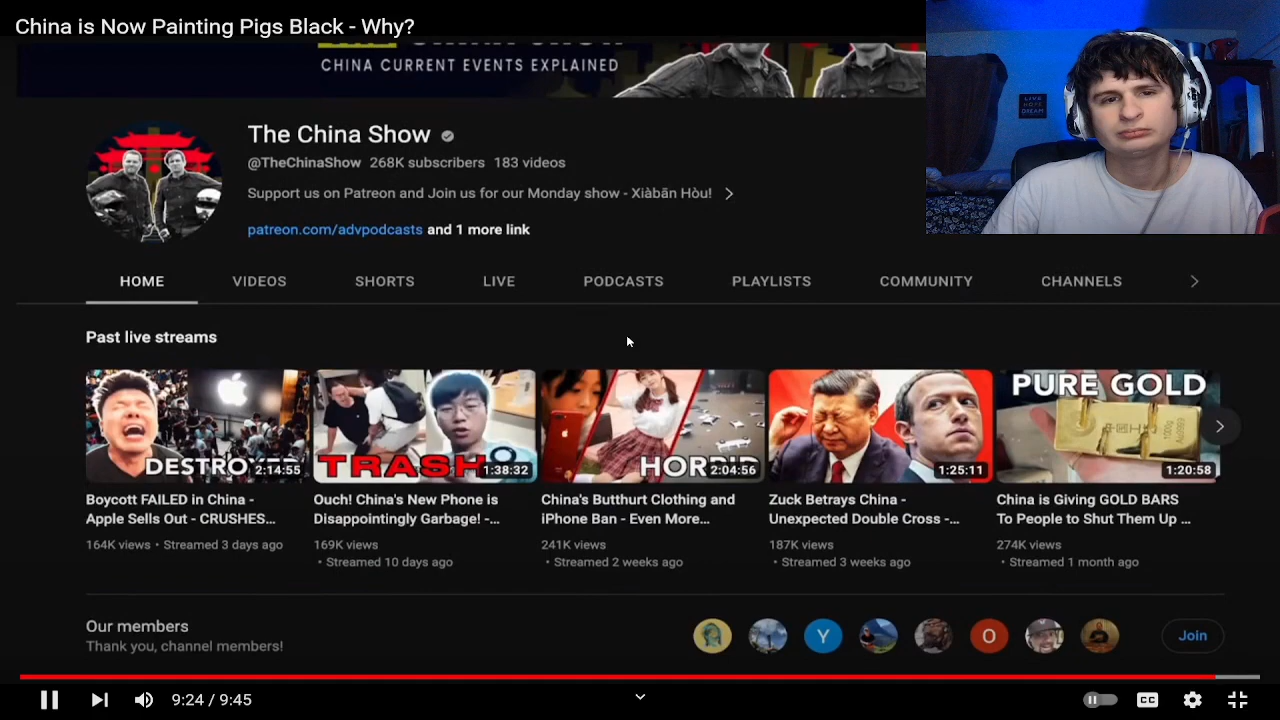 China is Now Painting Pigs Black - Why?
CHINA CURRENT EVENTS EXPLAINED
The China Show
@TheChinaShow 268K subscribers 183 videos
Support us on Patreon and Join us for our Monday show - Xiàbān Hòu!
patreon.com/advpodcasts and 1 more link
HOME VIDEOS SHORTS LIVE PODCASTS PLAYLISTS COMMUNITY CHANNELS
LIVE
DREAM
Past live streams
DESTROYED
2:14:55
Boycott FAILED in China -
Apple Sells Out - CRUSHES...
164K views • Streamed 3 days ago
TRASH
1:38:32
Ouch! China's New Phone is
Disappointingly Garbage! -...
169K views
• Streamed 10 days ago
HORRID
2:04:56
China's Butthurt Clothing and
iPhone Ban - Even More...
241K views
• Streamed 2 weeks ago
1:25:11
Zuck Betrays China -
Unexpected Double Cross -...
187K views
• Streamed 3 weeks ago
PURE GOLD
1000g
1:20:58
China is Giving GOLD BARS
To People to Shut Them Up ...
274K views
• Streamed 1 month ago
Our members
Thank you, channel members!
Y
O
Join
9:24 / 9:45
CC